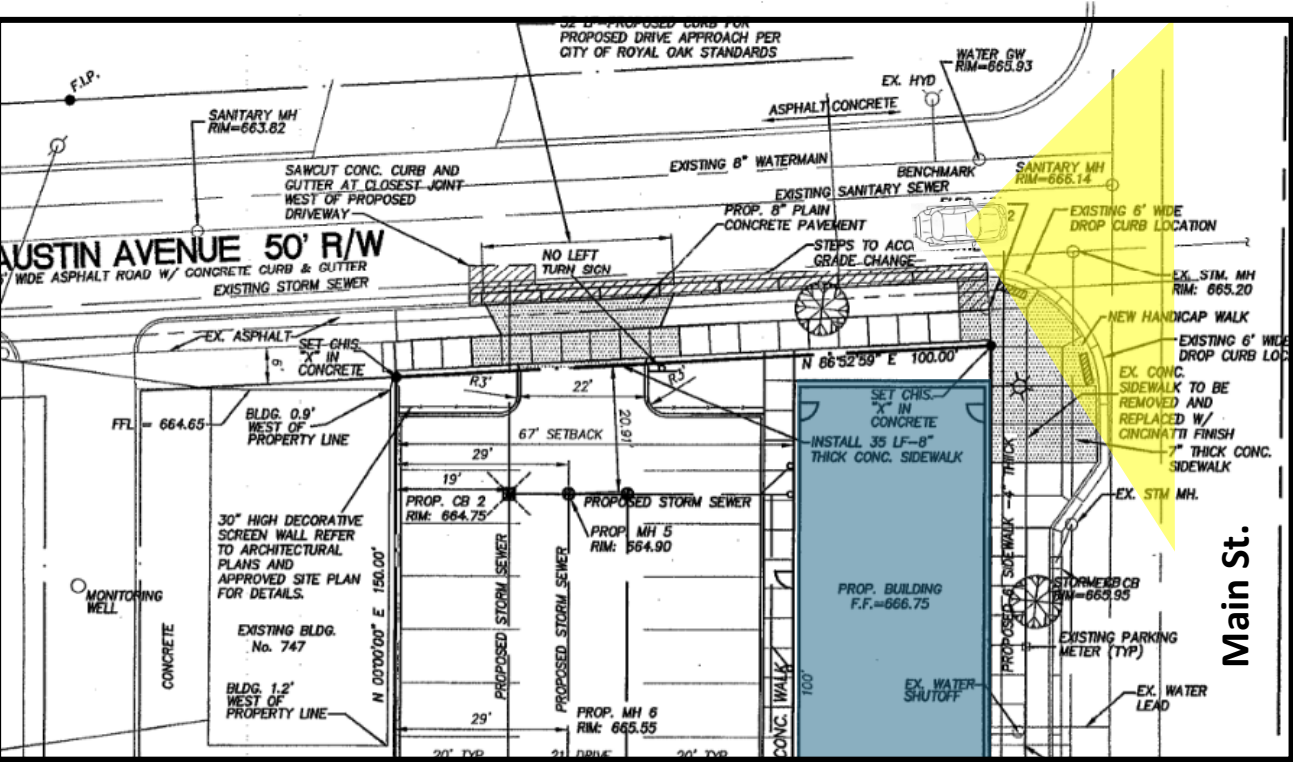 52 LF-PROPOSED CURB FOR
PROPOSED DRIVE APPROACH PER
CITY OF ROYAL OAK STANDARDS
WATER GW
RIM=665.93
F.I.P.
EX. HYD
SANITARY MH
RIM=663.82
ASPHALT CONCRETE
EXISTING 8" WATERMAIN
BENCHMARK
SANITARY MH
RIM=666.14
SAWCUT CONC. CURB AND
GUTTER AT CLOSEST JOINT
WEST OF PROPOSED
DRIVEWAY
EXISTING SANITARY SEWER
PROP. 8" PLAIN
CONCRETE PAVEMENT
EXISTING 6' WIDE
DROP CURB LOCATION
AUSTIN AVENUE 50' R/W
WIDE ASPHALT ROAD W/ CONCRETE CURB & GUTTER
EXISTING STORM SEWER
NO LEFT
TURN SIGN
STEPS TO ACC.
GRADE CHANGE
EX. STM. MH
RIM: 665.20
NEW HANDICAP WALK
EX. ASPHALT
6'
SET CHIS.
"X" IN
CONCRETE
N 66°52'59" E 100.00'
EXISTING 6' WIDE
DROP CURB LOC
EX. CONC.
SIDEWALK TO BE
REMOVED AND
REPLACED W/
CINCINATTI FINISH
R3'
22'
R3'
SET CHIS.
"X" IN
CONCRETE
FFL = 664.65
BLDG. 0.9'
WEST OF
PROPERTY LINE
67' SETBACK
20.91'
INSTALL 35 LF-8"
THICK CONC. SIDEWALK
7" THICK CONC.
SIDEWALK
29'
19'
PROP. CB 2
RIM: 664.75
PROPOSED STORM SEWER
EX. STM MH.
PROP. MH 5
RIM: 664.90
30" HIGH DECORATIVE
SCREEN WALL REFER
TO ARCHITECTURAL
PLANS AND
APPROVED SITE PLAN
FOR DETAILS.
N 00°00'00" E 150.00'
PROPOSED STORM SEWER
PROPOSED STORM SEWER
PROP. BUILDING
F.F.=666.75
PROPOSED 6' SIDEWALK -4" THICK
RIM=665.95
Main St.
MONITORING
WELL
CONCRETE
EXISTING BLDG.
No. 747
EXISTING PARKING
METER (TYP)
BLDG. 1.2'
WEST OF
PROPERTY LINE
29'
PROP. MH 6
RIM: 665.55
CONC. WALK
100'
EX. WATER
SHUTOFF
EX. WATER
LEAD
20' TYP
21' DRIVE
20' TYP